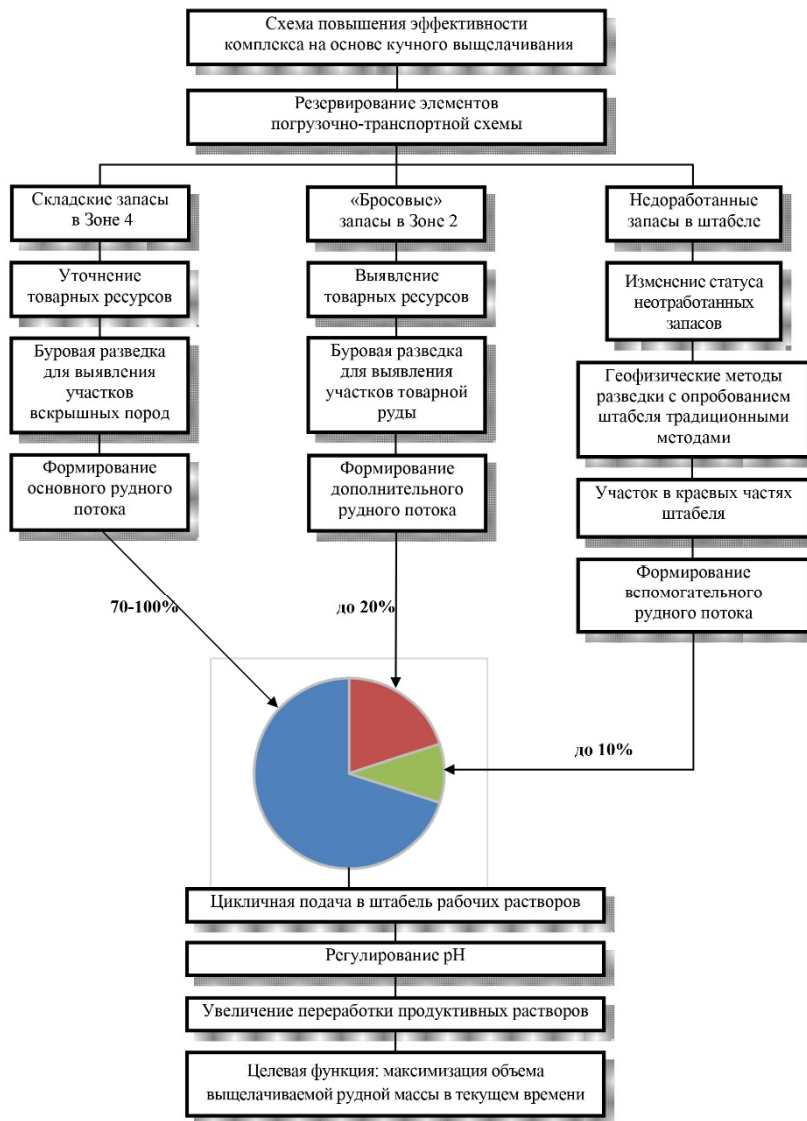 Схема повышения эффективности
комплекса на основе кучного выщелачивания
Резервирование элементов
погрузочно-транспортной схемы
Складские запасы
в Зоне 4
Уточнение
товарных ресурсов
Буровая разведка
для выявления
участков
вскрышных пород
Формирование
основного рудного
потока
«Бросовые»
запасы в Зоне 2
Выявление
товарных ресурсов
Буровая разведка
для выявления
участков товарной
руды
Формирование
дополнительного
рудного потока
Недоработанные
запасы в штабеле
Изменение статуса
неотработанных
запасов
Геофизические методы
разведки с опробованием
штабеля традиционными
методами
Участок в краевых частях
штабеля
Формирование
вспомогательного
рудного потока
70-100%
до 20%
до 10%
Цикличная подача в штабель рабочих растворов
Регулирование pH
Увеличение переработки продуктивных растворов
Целевая функция: максимизация объема
выщелачиваемой рудной массы в текущем времени